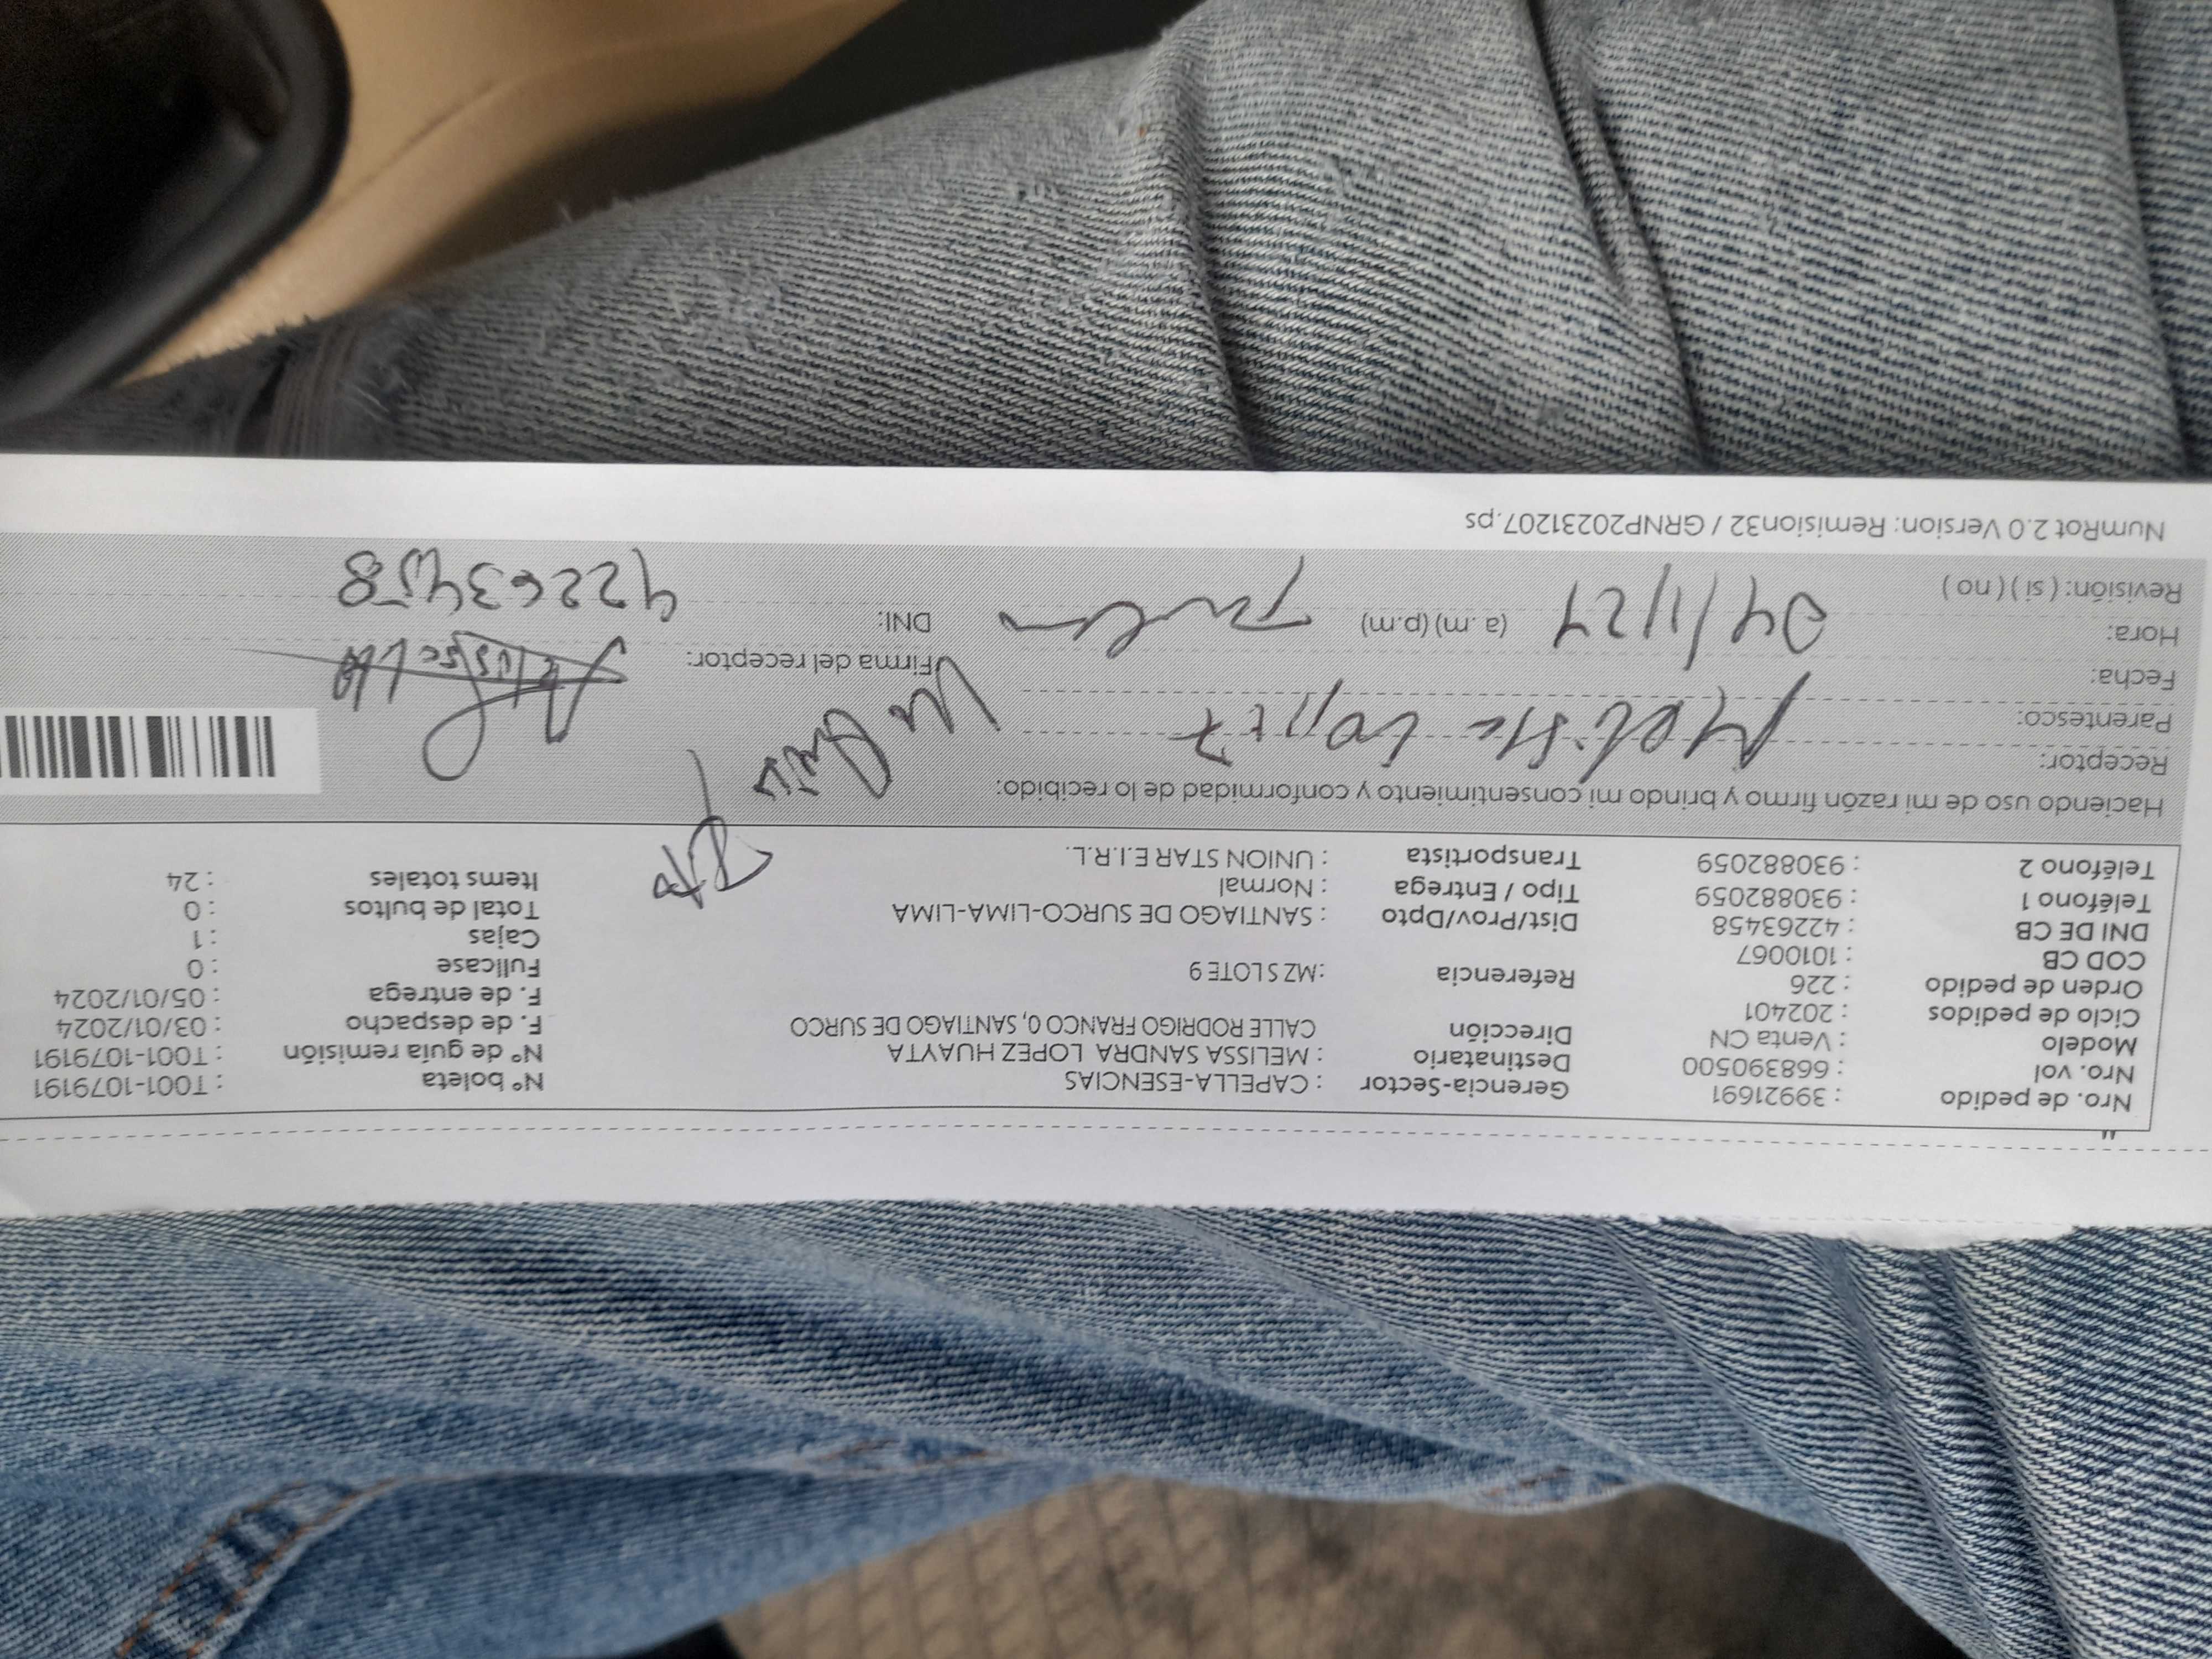 Nro. de pedido : 39921691 Gerencia-Sector : CAPELLA-ESENCIAS N° boleta : T001-1079191
Nro. vol : 668390500 Destinatario : MELISSA SANDRA LOPEZ HUAYTA N° de guía remisión : T001-1079191
Modelo : Venta CN Dirección CALLE RODRIGO FRANCO 0, SANTIAGO DE SURCO F. de despacho : 03/01/2024
Ciclo de pedidos : 202401 F. de entrega : 05/01/2024
Orden de pedido : 226 Referencia : MZ S LOTE 9 Fullcase : 0
COD CB : 1010067 Cajas : 1
DNI DE CB : 42263458 Dist/Prov/Dpto : SANTIAGO DE SURCO-LIMA-LIMA Total de bultos : 0
Teléfono 1 : 930882059 Tipo / Entrega : Normal Items totales : 24
Teléfono 2 : 930882059 Transportista : UNION STAR E.I.R.L.
Haciendo uso de mi razón firmo y brindo mi consentimiento y conformidad de lo recibido:
Receptor:
Parentesco:
Fecha: Firma del receptor:
Hora: 04/1/24 (a.m) (p.m) DNI: 42263458
Revisión: ( si ) ( no )
NumRot 2.0 Version: Remision32 / GRNP20231207.ps